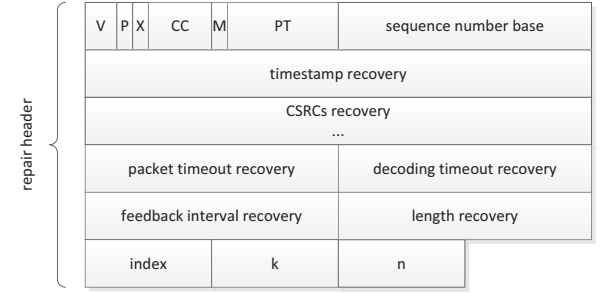 V P X CC M PT sequence number base
timestamp recovery
CSRCs recovery
...
packet timeout recovery decoding timeout recovery
feedback interval recovery length recovery
index k n
repair header